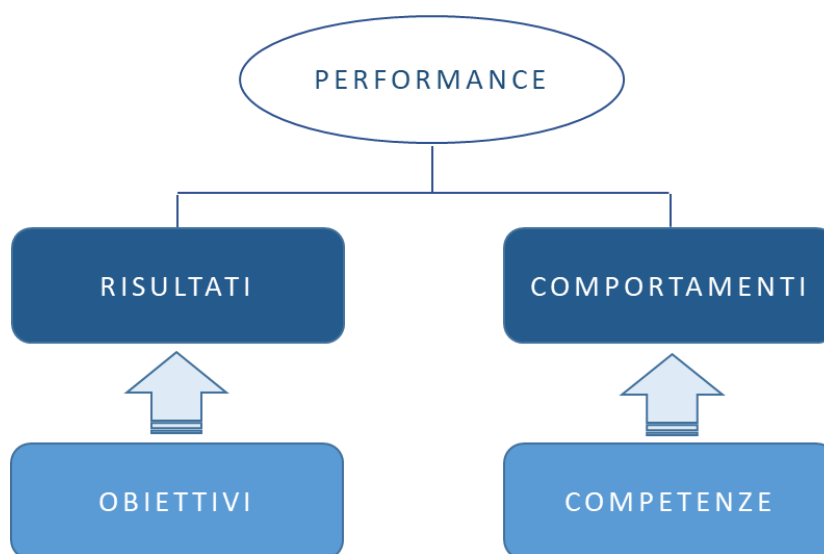 PERFORMANCE
RISULTATI
COMPORTAMENTI
OBIETTIVI
COMPETENZE